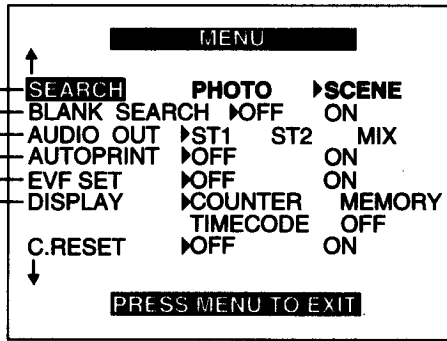 MENU
SEARCH PHOTO ▶SCENE
BLANK SEARCH ▶OFF ON
AUDIO OUT ▶ST1 ST2 MIX
AUTOPRINT ▶OFF ON
EVF SET ▶OFF ON
DISPLAY ▶COUNTER MEMORY
TIMECODE OFF
C.RESET ▶OFF ON
PRESS MENU TO EXIT